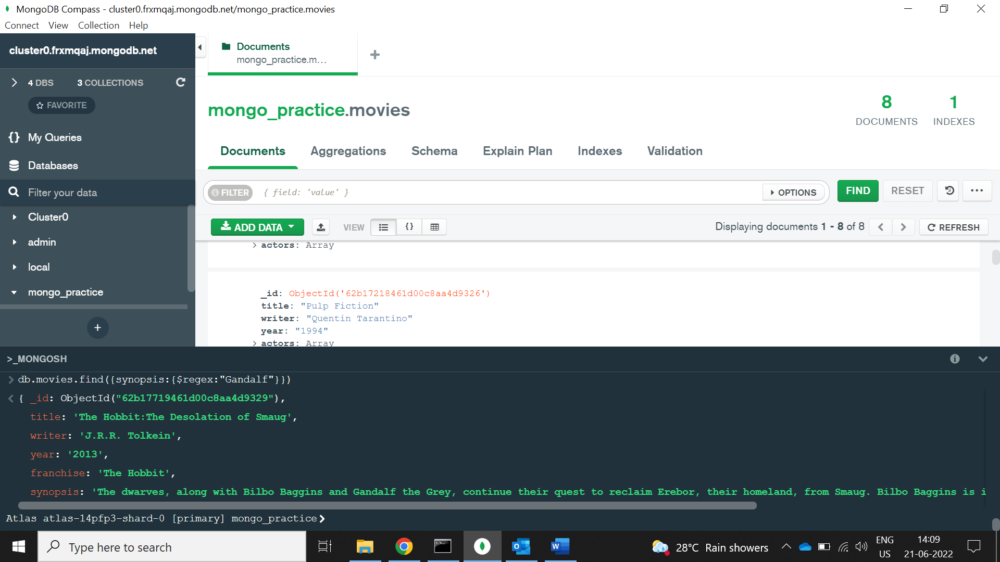 MongoDB Compass - cluster0.frxmqaj.mongodb.net/mongo_practice.movies
Connect View Collection Help
cluster0.frxmqaj.mongodb.net
Documents
mongo_practice.m...
4 DBS 3 COLLECTIONS
FAVORITE
mongo_practice.movies
8
DOCUMENTS
1
INDEXES
My Queries
Databases
Filter your data
Cluster0
admin
local
mongo_practice
+
Documents Aggregations Schema Explain Plan Indexes Validation
FILTER { field: 'value' } OPTIONS FIND RESET ...
ADD DATA VIEW {} Displaying documents 1 - 8 of 8 REFRESH
> actors: Array
_id: ObjectId('62b17218461d00c8aa4d9326')
title: "Pulp Fiction"
writer: "Quentin Tarantino"
year: "1994"
> actors: Array
>_MONGOSH
> db.movies.find({synopsis:{$regex:"Gandalf"}})
< { _id: ObjectId("62b17719461d00c8aa4d9329"),
title: 'The Hobbit:The Desolation of Smaug',
writer: 'J.R.R. Tolkein',
year: '2013',
franchise: 'The Hobbit',
synopsis: 'The dwarves, along with Bilbo Baggins and Gandalf the Grey, continue their quest to reclaim Erebor, their homeland, from Smaug. Bilbo Baggins is i
Atlas atlas-14pfp3-shard-0 [primary] mongo_practice>
Type here to search
28°C Rain showers
ENG
US
14:09
21-06-2022